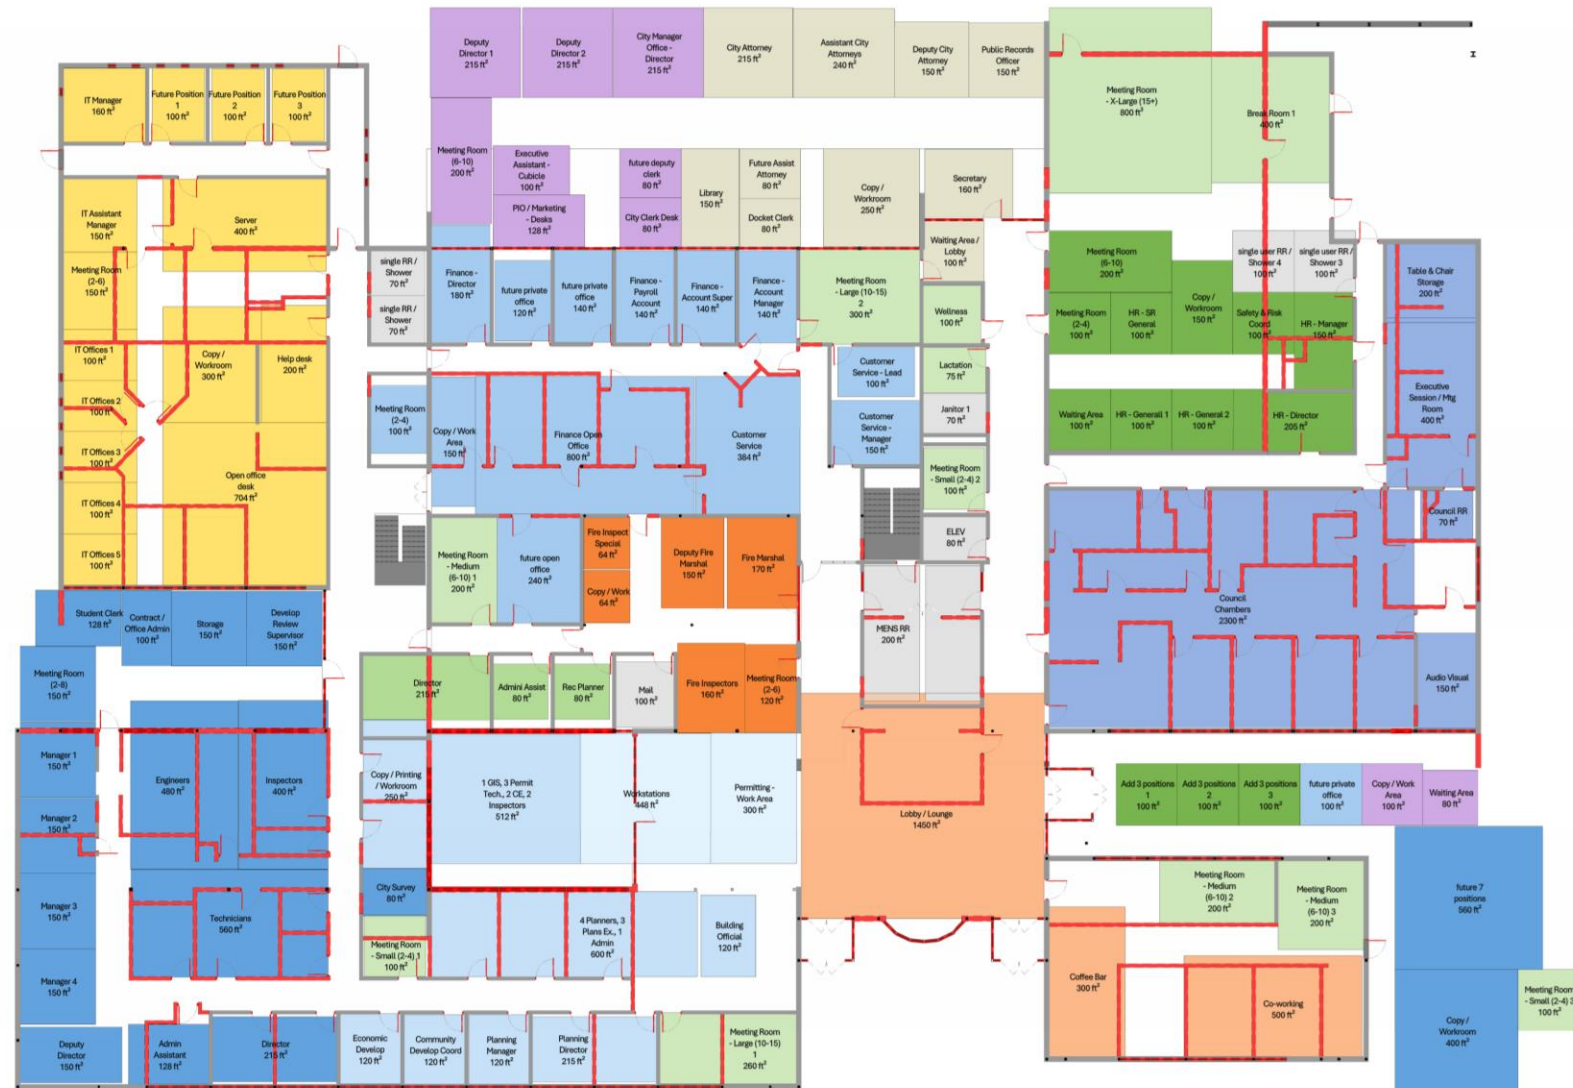 Deputy
Director 1
215 ft²
Deputy
Director 2
215 ft²
City Manager
Office -
Director
215 ft²
City Attorney
215 ft²
Assistant City
Attorneys
240 ft²
Deputy City
Attorney
150 ft²
Public Records
Officer
150 ft²
Meeting Room
- X-Large (15+)
800 ft²
Break Room 1
400 ft²
IT Manager
160 ft²
Future Position
1
100 ft²
Future Position
2
100 ft²
Future Position
3
100 ft²
Meeting Room
(6-10)
200 ft²
Executive
Assistant -
Cubicle
100 ft²
PIO / Marketing
- Desks
128 ft²
future deputy
clerk
80 ft²
City Clerk Desk
80 ft²
Library
150 ft²
Future Assist
Attorney
80 ft²
Docket Clerk
80 ft²
Copy /
Workroom
250 ft²
Secretary
160 ft²
Waiting Area /
Lobby
100 ft²
IT Assistant
Manager
150 ft²
Server
400 ft²
Meeting Room
(2-6)
150 ft²
single RR /
Shower
70 ft²
single RR /
Shower
70 ft²
Finance -
Director
180 ft²
future private
office
120 ft²
future private
office
140 ft²
Finance -
Payroll
Account
140 ft²
Finance -
Account Super
140 ft²
Finance -
Account
Manager
140 ft²
Meeting Room
- Large (10-15)
2
300 ft²
Wellness
100 ft²
Meeting Room
(6-10)
200 ft²
single user RR /
Shower 4
100 ft²
single user RR /
Shower 3
100 ft²
Table & Chair
Storage
200 ft²
Meeting Room
(2-4)
100 ft²
HR - SR
General
100 ft²
Copy /
Workroom
150 ft²
Safety & Risk
Coord
100 ft²
HR - Manager
150 ft²
IT Offices 1
100 ft²
Copy /
Workroom
300 ft²
Help desk
200 ft²
IT Offices 2
100 ft²
IT Offices 3
100 ft²
Open office
desk
704 ft²
IT Offices 4
100 ft²
IT Offices 5
100 ft²
Meeting Room
(2-4)
100 ft²
Copy / Work
Area
150 ft²
Finance Open
Office
800 ft²
Customer
Service
384 ft²
Customer
Service - Lead
100 ft²
Customer
Service -
Manager
150 ft²
Lactation
75 ft²
Janitor 1
70 ft²
Meeting Room
- Small (2-4) 2
100 ft²
ELEV
80 ft²
Waiting Area
100 ft²
HR - Generall 1
100 ft²
HR - General 2
100 ft²
HR - Director
205 ft²
Executive
Session / Mtg
Room
400 ft²
Council RR
70 ft²
Meeting Room
- Medium
(6-10) 1
200 ft²
future open
office
240 ft²
Fire Inspect
Special
64 ft²
Copy / Work
64 ft²
Deputy Fire
Marshal
150 ft²
Fire Marshal
170 ft²
MENS RR
200 ft²
Council
Chambers
2300 ft²
Audio Visual
150 ft²
Student Clerk
128 ft²
Contract /
Office Admin
100 ft²
Storage
150 ft²
Develop
Review
Supervisor
150 ft²
Meeting Room
(2-8)
150 ft²
Director
215 ft²
Admini Assist
80 ft²
Rec Planner
80 ft²
Mail
100 ft²
Fire Inspectors
160 ft²
Meeting Room
(2-6)
120 ft²
Manager 1
150 ft²
Engineers
480 ft²
Inspectors
400 ft²
Manager 2
150 ft²
Copy / Printing
/ Workroom
250 ft²
1 GIS, 3 Permit
Tech., 2 CE, 2
Inspectors
512 ft²
Workstations
448 ft²
Permitting -
Work Area
300 ft²
Lobby / Lounge
1450 ft²
Add 3 positions
1
100 ft²
Add 3 positions
2
100 ft²
Add 3 positions
3
100 ft²
future private
office
100 ft²
Copy / Work
Area
100 ft²
Waiting Area
80 ft²
Manager 3
150 ft²
Technicians
560 ft²
City Survey
80 ft²
Meeting Room
- Small (2-4) 1
100 ft²
4 Planners, 3
Plans Ex., 1
Admin
600 ft²
Building
Official
120 ft²
Meeting Room
- Medium
(6-10) 2
200 ft²
Meeting Room
- Medium
(6-10) 3
200 ft²
future 7
positions
560 ft²
Manager 4
150 ft²
Coffee Bar
300 ft²
Co-working
500 ft²
Copy /
Workroom
400 ft²
Meeting Room
- Small (2-4) 3
100 ft²
Deputy
Director
150 ft²
Admin
Assistant
128 ft²
Director
215 ft²
Economic
Develop
120 ft²
Community
Develop Coord
120 ft²
Planning
Manager
120 ft²
Planning
Director
215 ft²
Meeting Room
- Large (10-15)
1
260 ft²